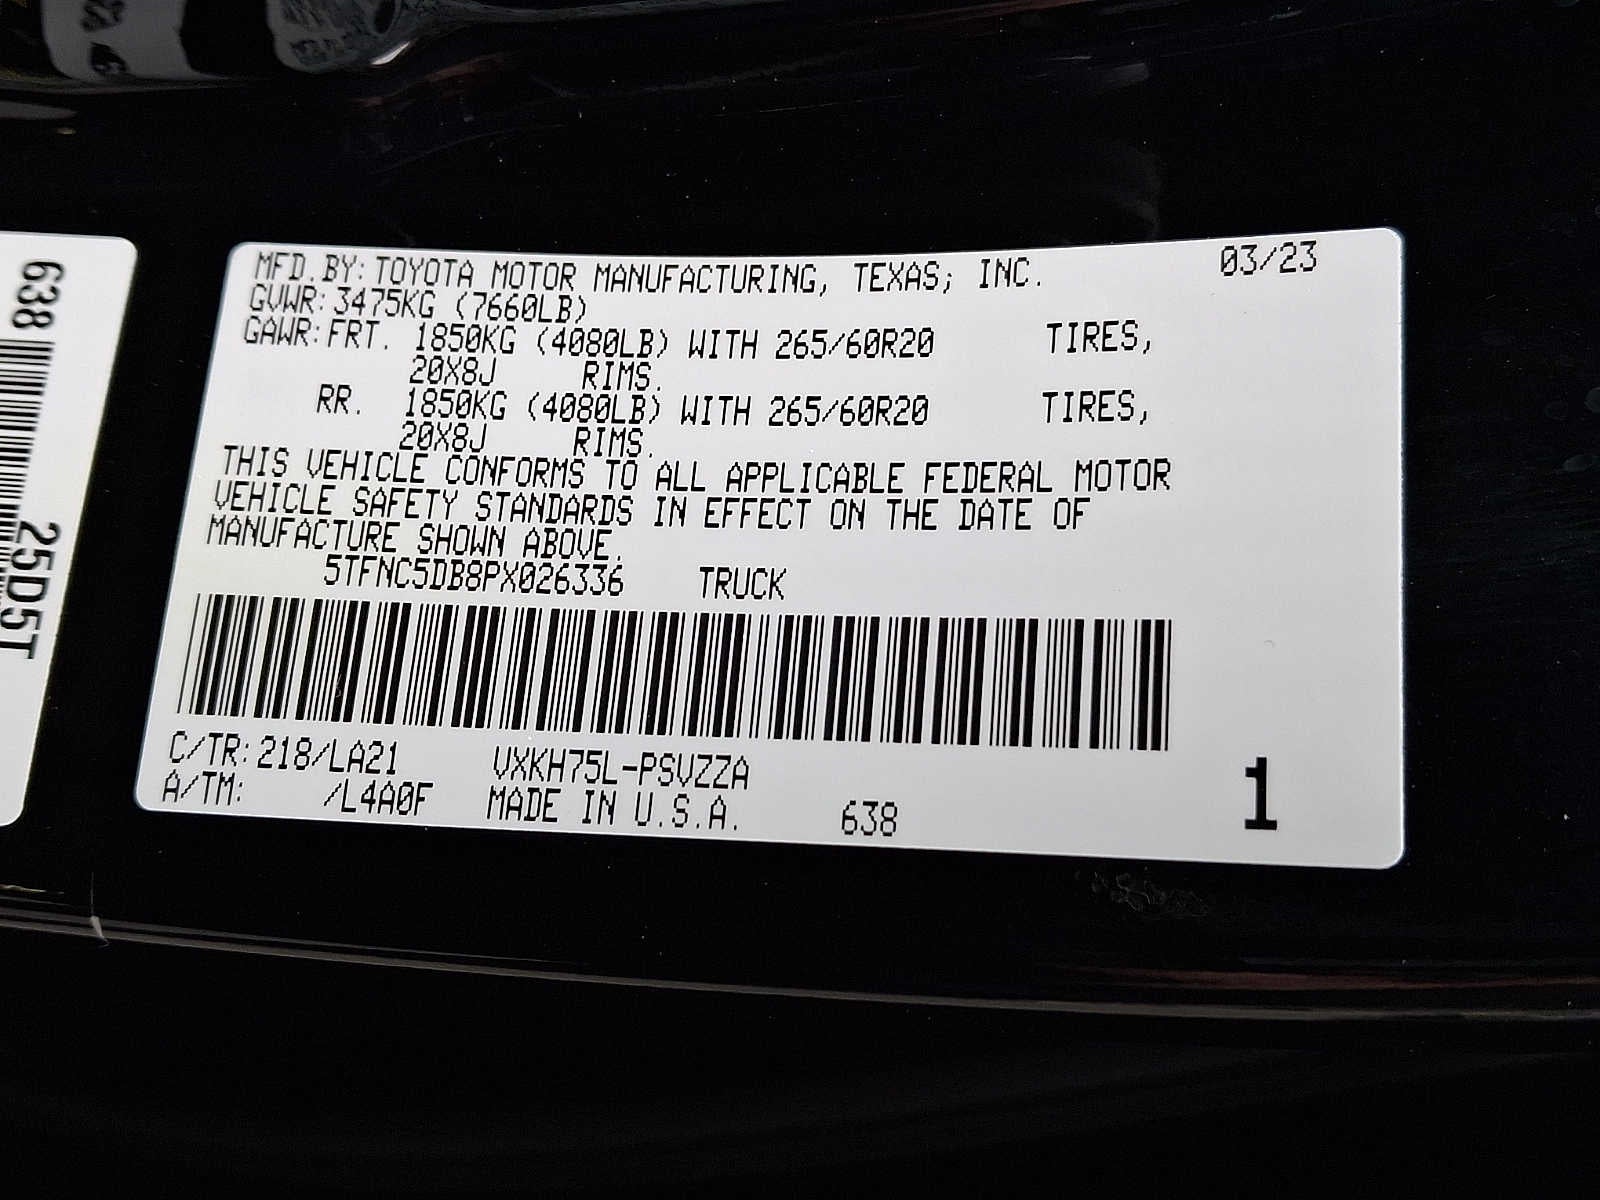 MFD.BY: TOYOTA MOTOR MANUFACTURING, TEXAS; INC. 03/23
GVWR: 3475KG (7660LB)
GAWR: FRT. 1850KG (4080LB) WITH 265/60R20 TIRES,
20X8J RIMS.
RR. 1850KG (4080LB) WITH 265/60R20 TIRES,
20X8J RIMS.
THIS VEHICLE CONFORMS TO ALL APPLICABLE FEDERAL MOTOR
VEHICLE SAFETY STANDARDS IN EFFECT ON THE DATE OF
MANUFACTURE SHOWN ABOVE.
5TFNC5DB8PX026336 TRUCK
C/TR: 218/LA21 VXKH75L-PSVZZA
A/TM: /L4A0F MADE IN U.S.A. 638 1
638
25D5T